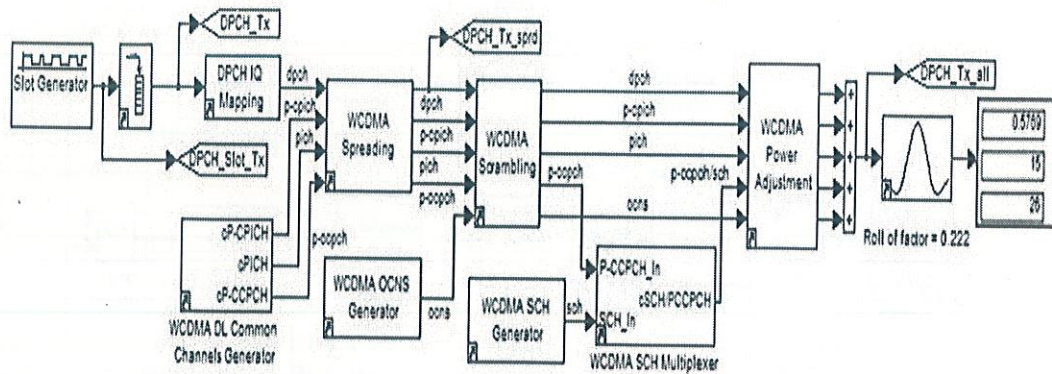 DPCH_Tx
DPCH_Tx_sprd
DPCH_Tx_all
Slot Generator
DPCH IQ
Mapping
dpch
p-cpich
pich
WCDMA
Spreading
dpch
p-cpich
pich
p-ccpch
WCDMA
Scrambling
dpch
p-cpich
pich
p-ccpch
p-ccpch/sch
ocns
WCDMA
Power
Adjustment
+
+
+
+
+
0.5769
15
26
Roll of factor = 0.222
DPCH_Slot_Tx
cP-CPICH
cPICH
cP-CCPCH
p-ccpch
WCDMA DL Common
Channels Generator
WCDMA OCNS
Generator
ocns
WCDMA SCH
Generator
sch
P-CCPCH_In
cSCH/PCCPCH
SCH_In
WCDMA SCH Multiplexer